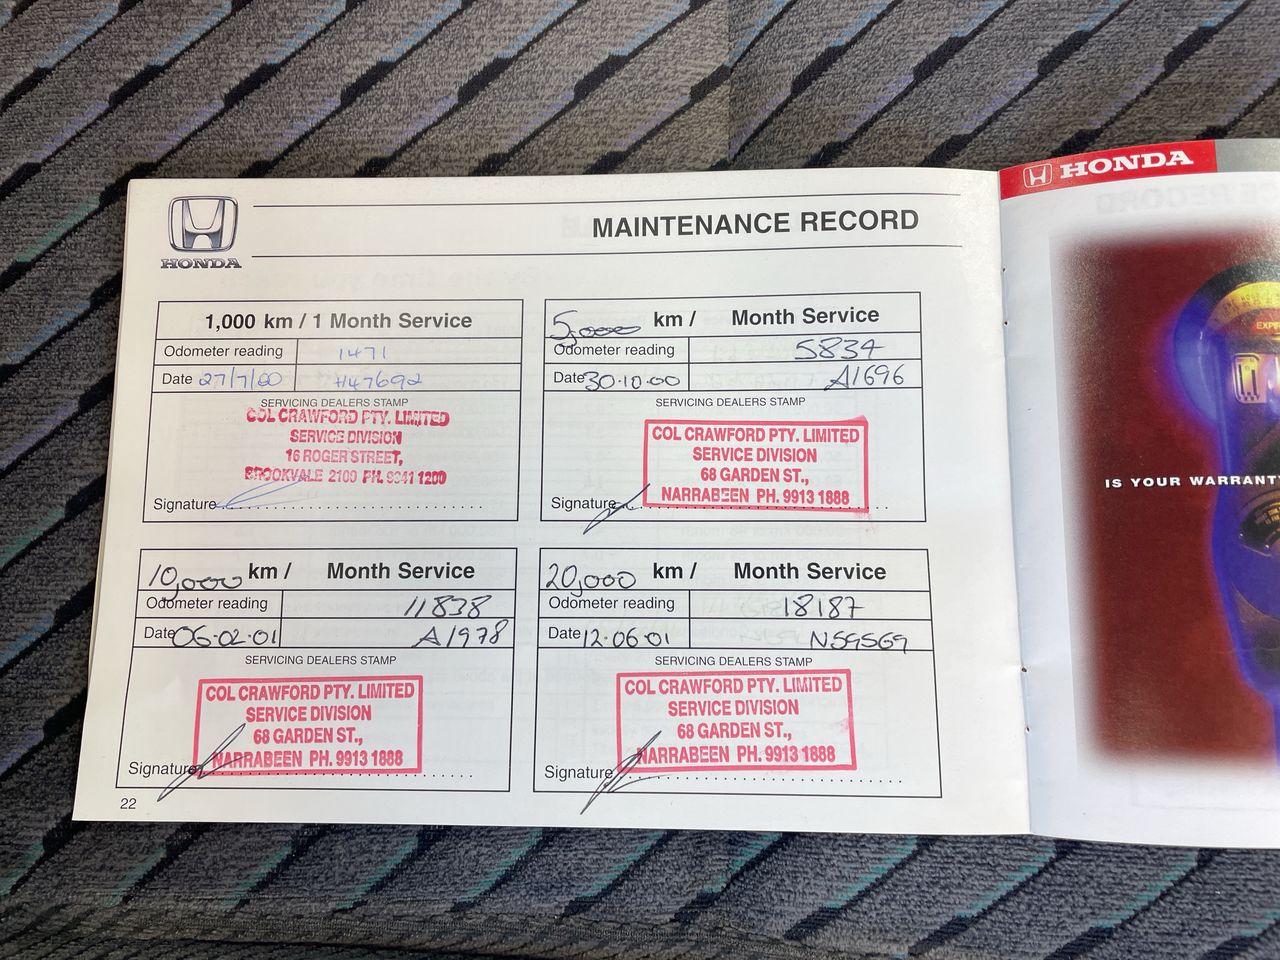 HONDA
MAINTENANCE RECORD
1,000 km / 1 Month Service
Odometer reading 1471
Date 27/7/00 H47692
SERVICING DEALERS STAMP
COL CRAWFORD PTY. LIMITED
SERVICE DIVISION
16 ROGER STREET,
BROOKVALE 2100 PH. 9941 1200
Signature
5,000 km / Month Service
Odometer reading 5834
Date 30.10.00 A1696
SERVICING DEALERS STAMP
COL CRAWFORD PTY. LIMITED
SERVICE DIVISION
68 GARDEN ST.,
NARRABEEN PH. 9913 1888
Signature
10,000 km / Month Service
Odometer reading 11838
Date 06.02.01 A1978
SERVICING DEALERS STAMP
COL CRAWFORD PTY. LIMITED
SERVICE DIVISION
68 GARDEN ST.,
NARRABEEN PH. 9913 1888
Signature
20,000 km / Month Service
Odometer reading 18187
Date 12.06.01 N59569
SERVICING DEALERS STAMP
COL CRAWFORD PTY. LIMITED
SERVICE DIVISION
68 GARDEN ST.,
NARRABEEN PH. 9913 1888
Signature
22
HONDA
IS YOUR WARRANTY